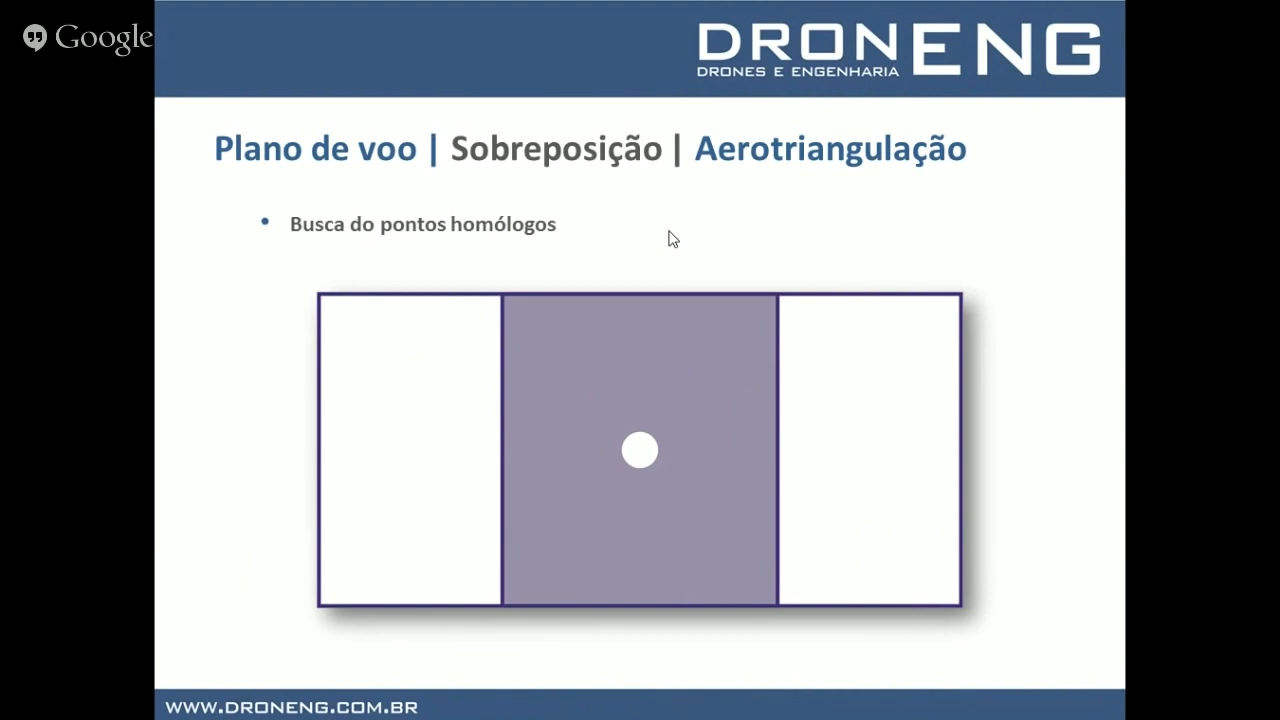 Google
DRONENG
DRONES E ENGENHARIA
Plano de voo | Sobreposição | Aerotriangulação
• Busca do pontos homólogos
WWW.DRONENG.COM.BR